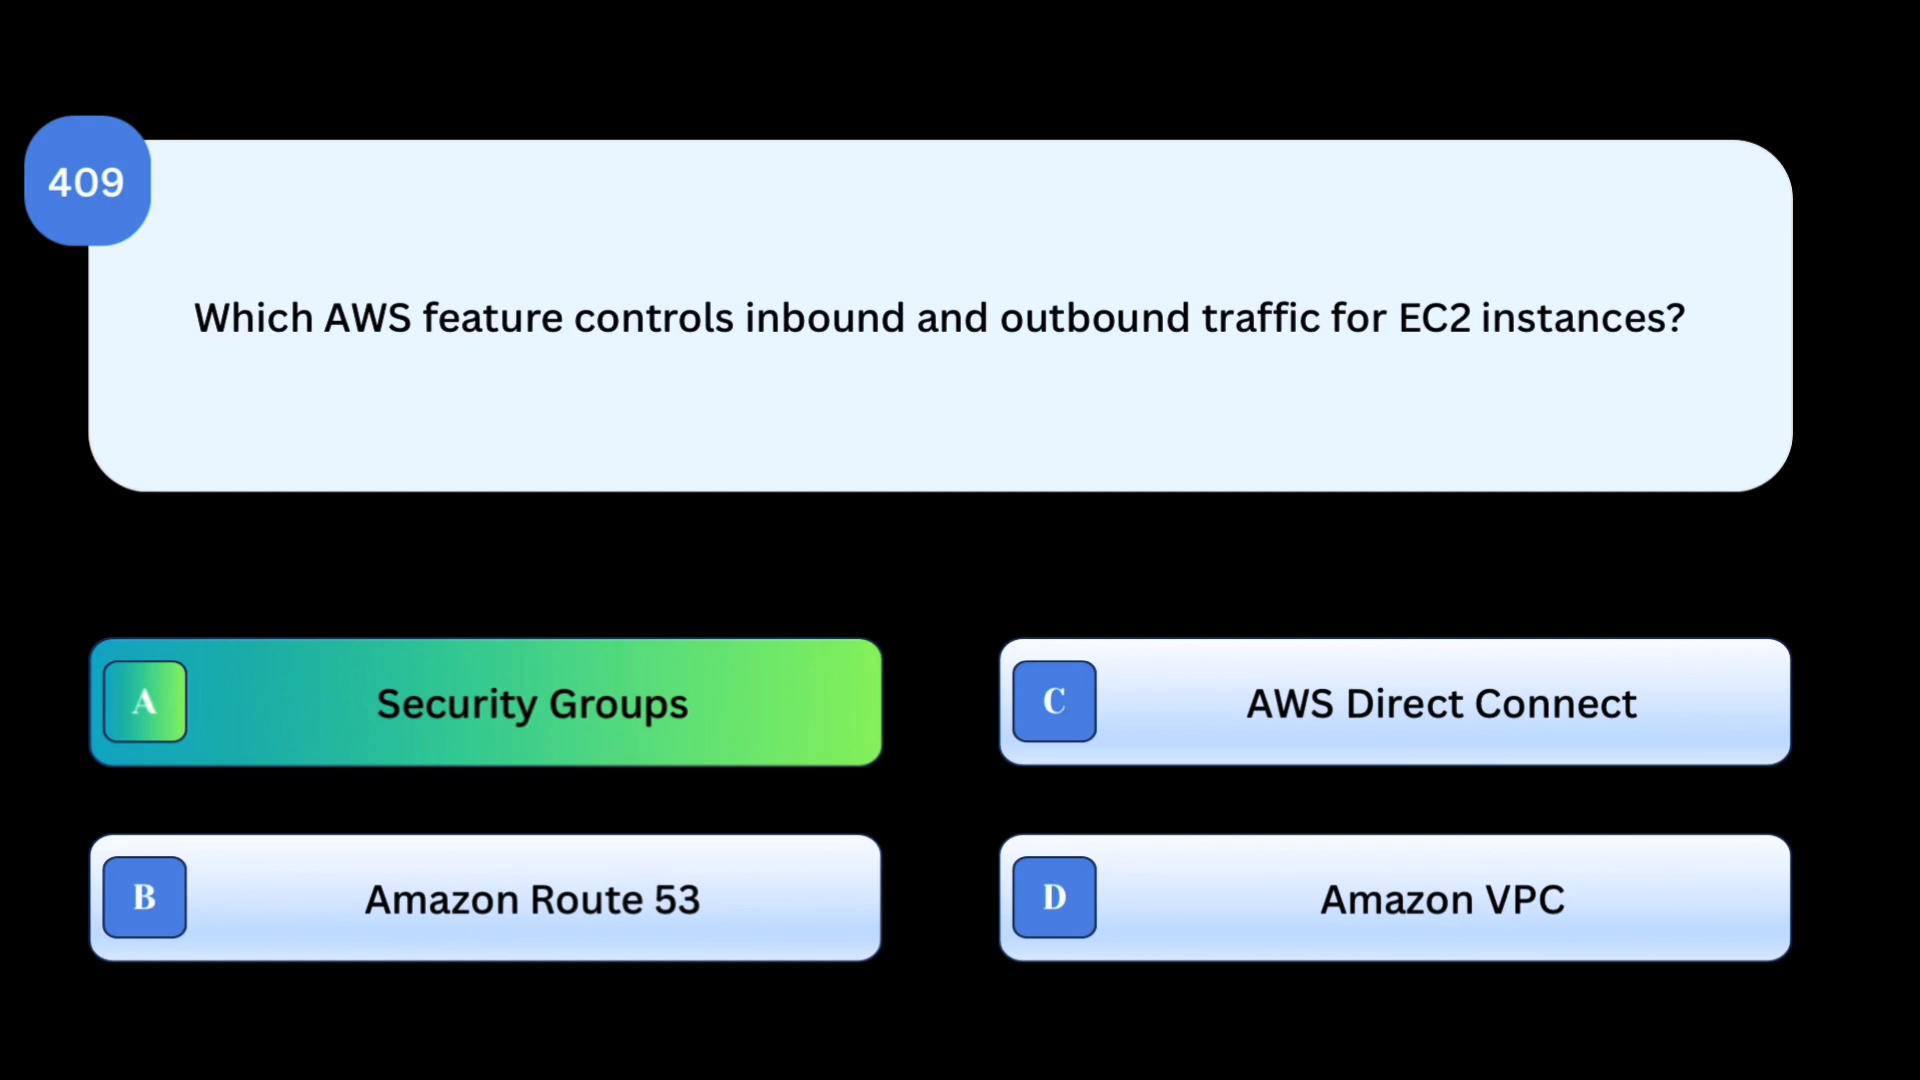 409
Which AWS feature controls inbound and outbound traffic for EC2 instances?
A
Security Groups
B
Amazon Route 53
C
AWS Direct Connect
D
Amazon VPC